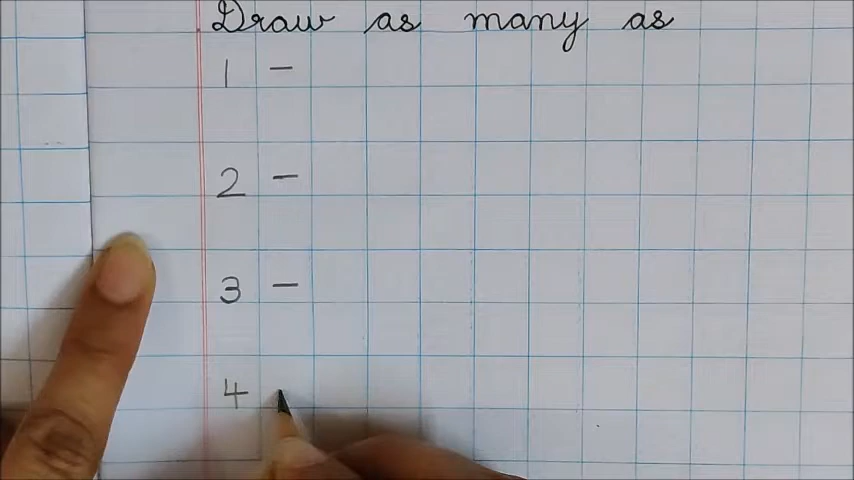 Draw as many as
1 –
2 –
3 –
4